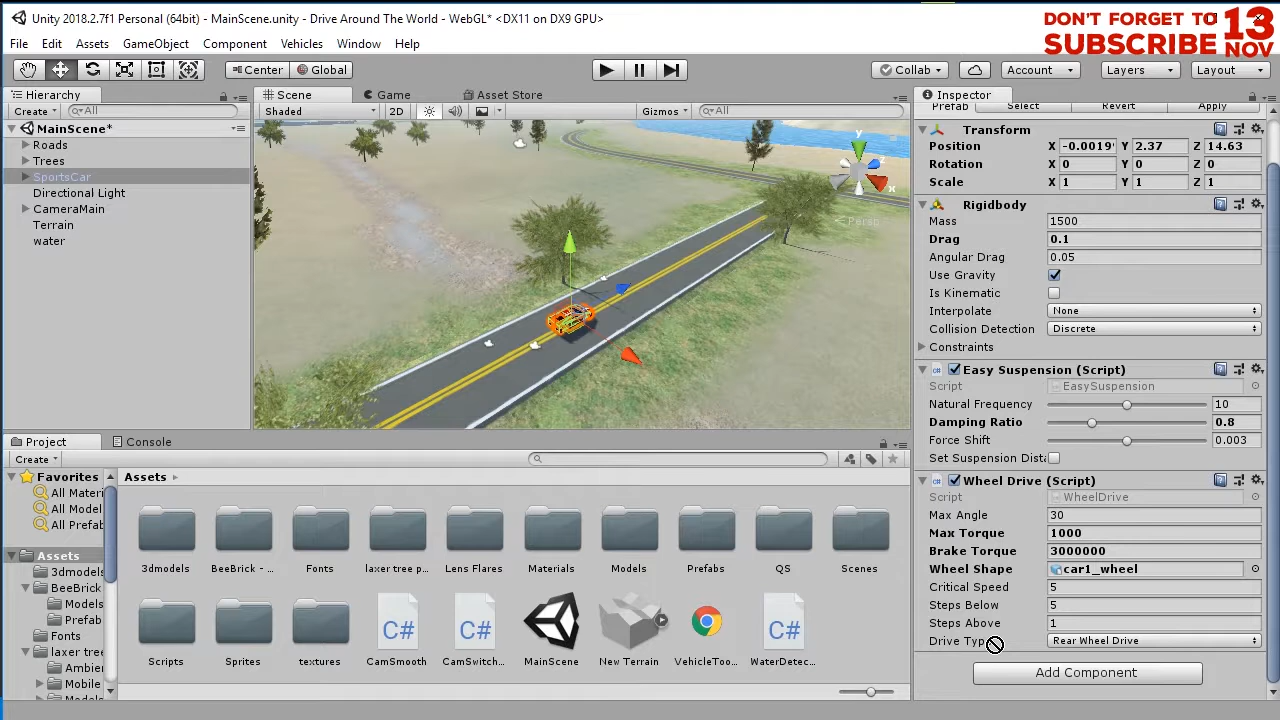 Unity 2018.2.7f1 Personal (64bit) - MainScene.unity - Drive Around The World - WebGL* <DX11 on DX9 GPU>
DON'T FORGET TO
SUBSCRIBE
13
NOV
File Edit Assets GameObject Component Vehicles Window Help
Center Global Collab Account Layers Layout
Hierarchy
Create All
MainScene*
Roads
Trees
SportsCar
Directional Light
CameraMain
Terrain
water
Scene Game Asset Store
Shaded 2D Gizmos All
y
x
Persp
Inspector
Prefab Select Revert Apply
Transform
Position X -0.0019 Y 2.37 Z 14.63
Rotation X 0 Y 0 Z 0
Scale X 1 Y 1 Z 1
Rigidbody
Mass 1500
Drag 0.1
Angular Drag 0.05
Use Gravity
Is Kinematic
Interpolate None
Collision Detection Discrete
Constraints
Easy Suspension (Script)
Script EasySuspension
Natural Frequency 10
Damping Ratio 0.8
Force Shift 0.003
Set Suspension Dista
Wheel Drive (Script)
Script WheelDrive
Max Angle 30
Max Torque 1000
Brake Torque 3000000
Wheel Shape car1_wheel
Critical Speed 5
Steps Below 5
Steps Above 1
Drive Typ Rear Wheel Drive
Add Component
Project Console
Create
Favorites
All Materi
All Model
All Prefab
Assets
3dmodels
BeeBrick
Models
Prefab
Fonts
laxer tree
Ambien
Mobile
Models
Assets
3dmodels BeeBrick - ... Fonts laxer tree p... Lens Flares Materials Models Prefabs QS Scenes
C# C# C#
Scripts Sprites textures CamSmooth CamSwitch... MainScene New Terrain VehicleToo... WaterDetec...